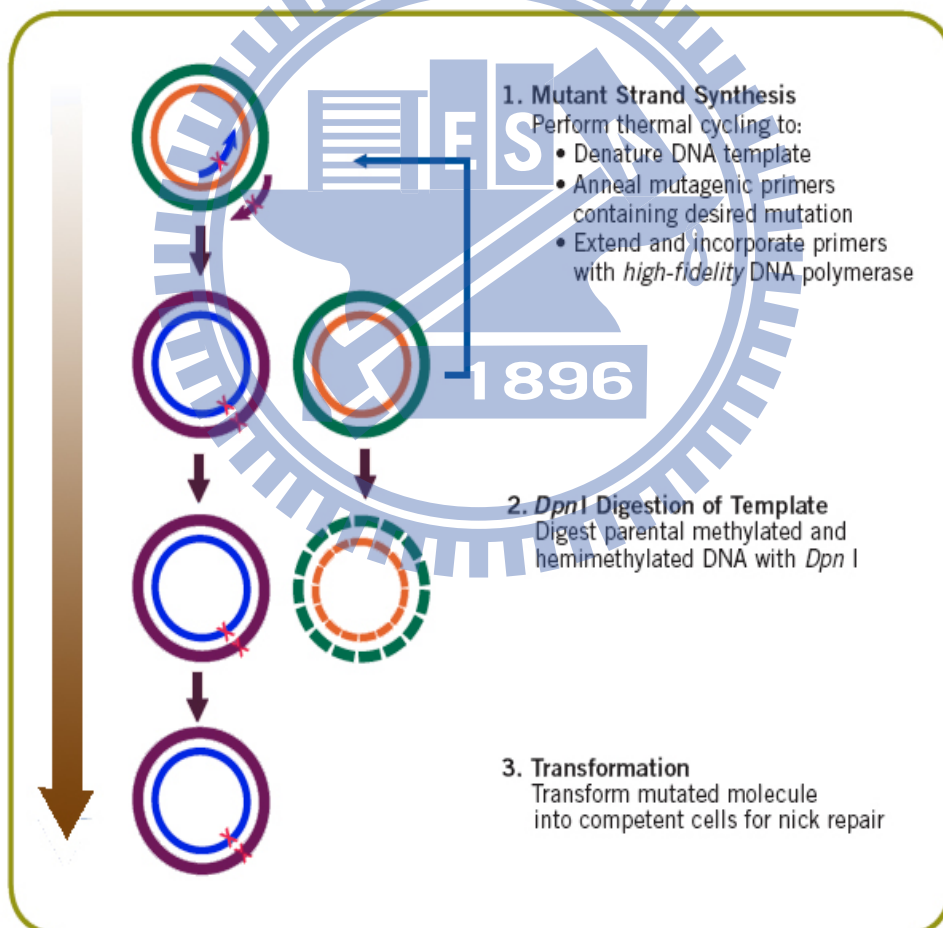 1. Mutant Strand Synthesis
Perform thermal cycling to:
• Denature DNA template
• Anneal mutagenic primers
containing desired mutation
• Extend and incorporate primers
with high-fidelity DNA polymerase
ES
1896
2. DpnI Digestion of Template
Digest parental methylated and
hemimethylated DNA with Dpn I
3. Transformation
Transform mutated molecule
into competent cells for nick repair